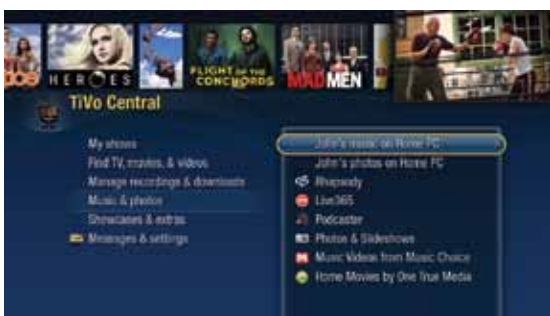 HEROES
FLIGHT OF THE CONCHORDS
MAD MEN
TiVo Central
My shows
Find TV, movies, & videos
Manage recordings & downloads
Music & photos
Showcases & extras
Messages & settings
John's music on Home PC
John's photos on Home PC
Rhapsody
Live365
Podcaster
Photos & Slideshows
Music Videos from Music Choice
Home Movies by One True Media